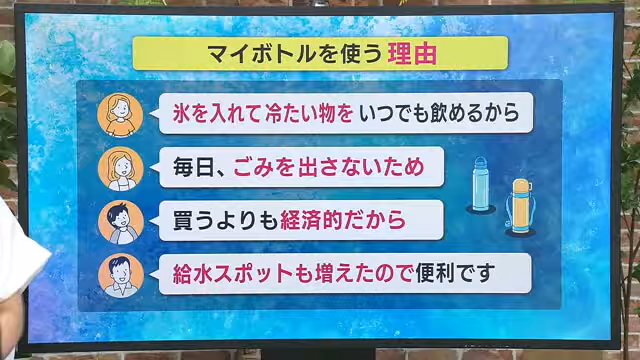 マイボトルを使う理由
氷を入れて冷たい物をいつでも飲めるから
毎日、ごみを出さないため
買うよりも経済的だから
給水スポットも増えたので便利です